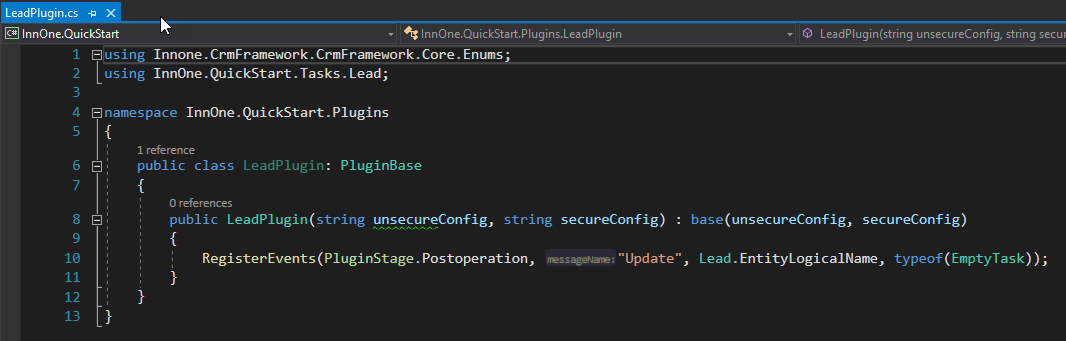 LeadPlugin.cs
InnOne.QuickStart InnOne.QuickStart.Plugins.LeadPlugin LeadPlugin(string unsecureConfig, string secur
1 using Innone.CrmFramework.CrmFramework.Core.Enums;
2 using InnOne.QuickStart.Tasks.Lead;
3
4 namespace InnOne.QuickStart.Plugins
5 {
1 reference
6 public class LeadPlugin: PluginBase
7 {
0 references
8 public LeadPlugin(string unsecureConfig, string secureConfig) : base(unsecureConfig, secureConfig)
9 {
10 RegisterEvents(PluginStage.Postoperation, messageName: "Update", Lead.EntityLogicalName, typeof(EmptyTask));
11 }
12 }
13 }